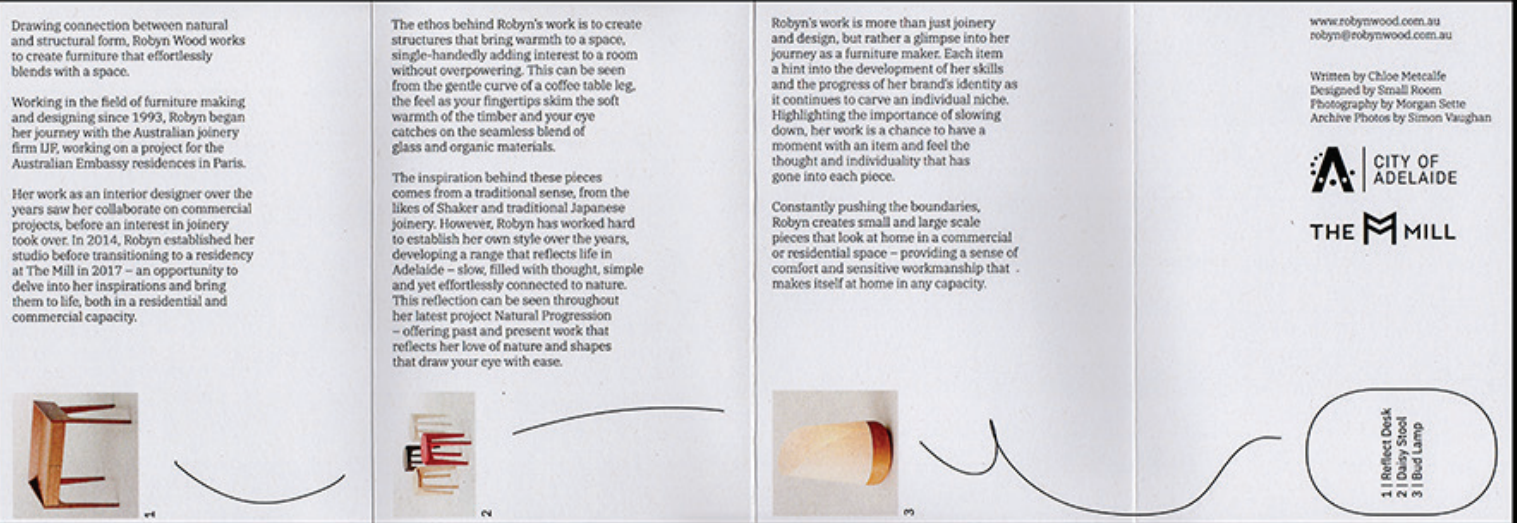 Drawing connection between natural
and structural form, Robyn Wood works
to create furniture that effortlessly
blends with a space.
Working in the field of furniture making
and designing since 1993, Robyn began
her journey with the Australian joinery
firm IJF, working on a project for the
Australian Embassy residences in Paris.
Her work as an interior designer over the
years saw her collaborate on commercial
projects, before an interest in joinery
took over. In 2014, Robyn established her
studio before transitioning to a residency
at The Mill in 2017 – an opportunity to
delve into her inspirations and bring
them to life, both in a residential and
commercial capacity.
1
The ethos behind Robyn's work is to create
structures that bring warmth to a space,
single-handedly adding interest to a room
without overpowering. This can be seen
from the gentle curve of a coffee table leg,
the feel as your fingertips skim the soft
warmth of the timber and your eye
catches on the seamless blend of
glass and organic materials.
The inspiration behind these pieces
comes from a traditional sense, from the
likes of Shaker and traditional Japanese
joinery. However, Robyn has worked hard
to establish her own style over the years,
developing a range that reflects life in
Adelaide – slow, filled with thought, simple
and yet effortlessly connected to nature.
This reflection can be seen throughout
her latest project Natural Progression
– offering past and present work that
reflects her love of nature and shapes
that draw your eye with ease.
2
Robyn's work is more than just joinery
and design, but rather a glimpse into her
journey as a furniture maker. Each item
a hint into the development of her skills
and the progress of her brand's identity as
it continues to carve an individual niche.
Highlighting the importance of slowing
down, her work is a chance to have a
moment with an item and feel the
thought and individuality that has
gone into each piece.
Constantly pushing the boundaries,
Robyn creates small and large scale
pieces that look at home in a commercial
or residential space – providing a sense of
comfort and sensitive workmanship that
makes itself at home in any capacity.
3
www.robynwood.com.au
robyn@robynwood.com.au
Written by Chloe Metcalfe
Designed by Small Room
Photography by Morgan Sette
Archive Photos by Simon Vaughan
CITY OF
ADELAIDE
THE M MILL
1 | Reflect Desk
2 | Daisy Stool
3 | Bud Lamp